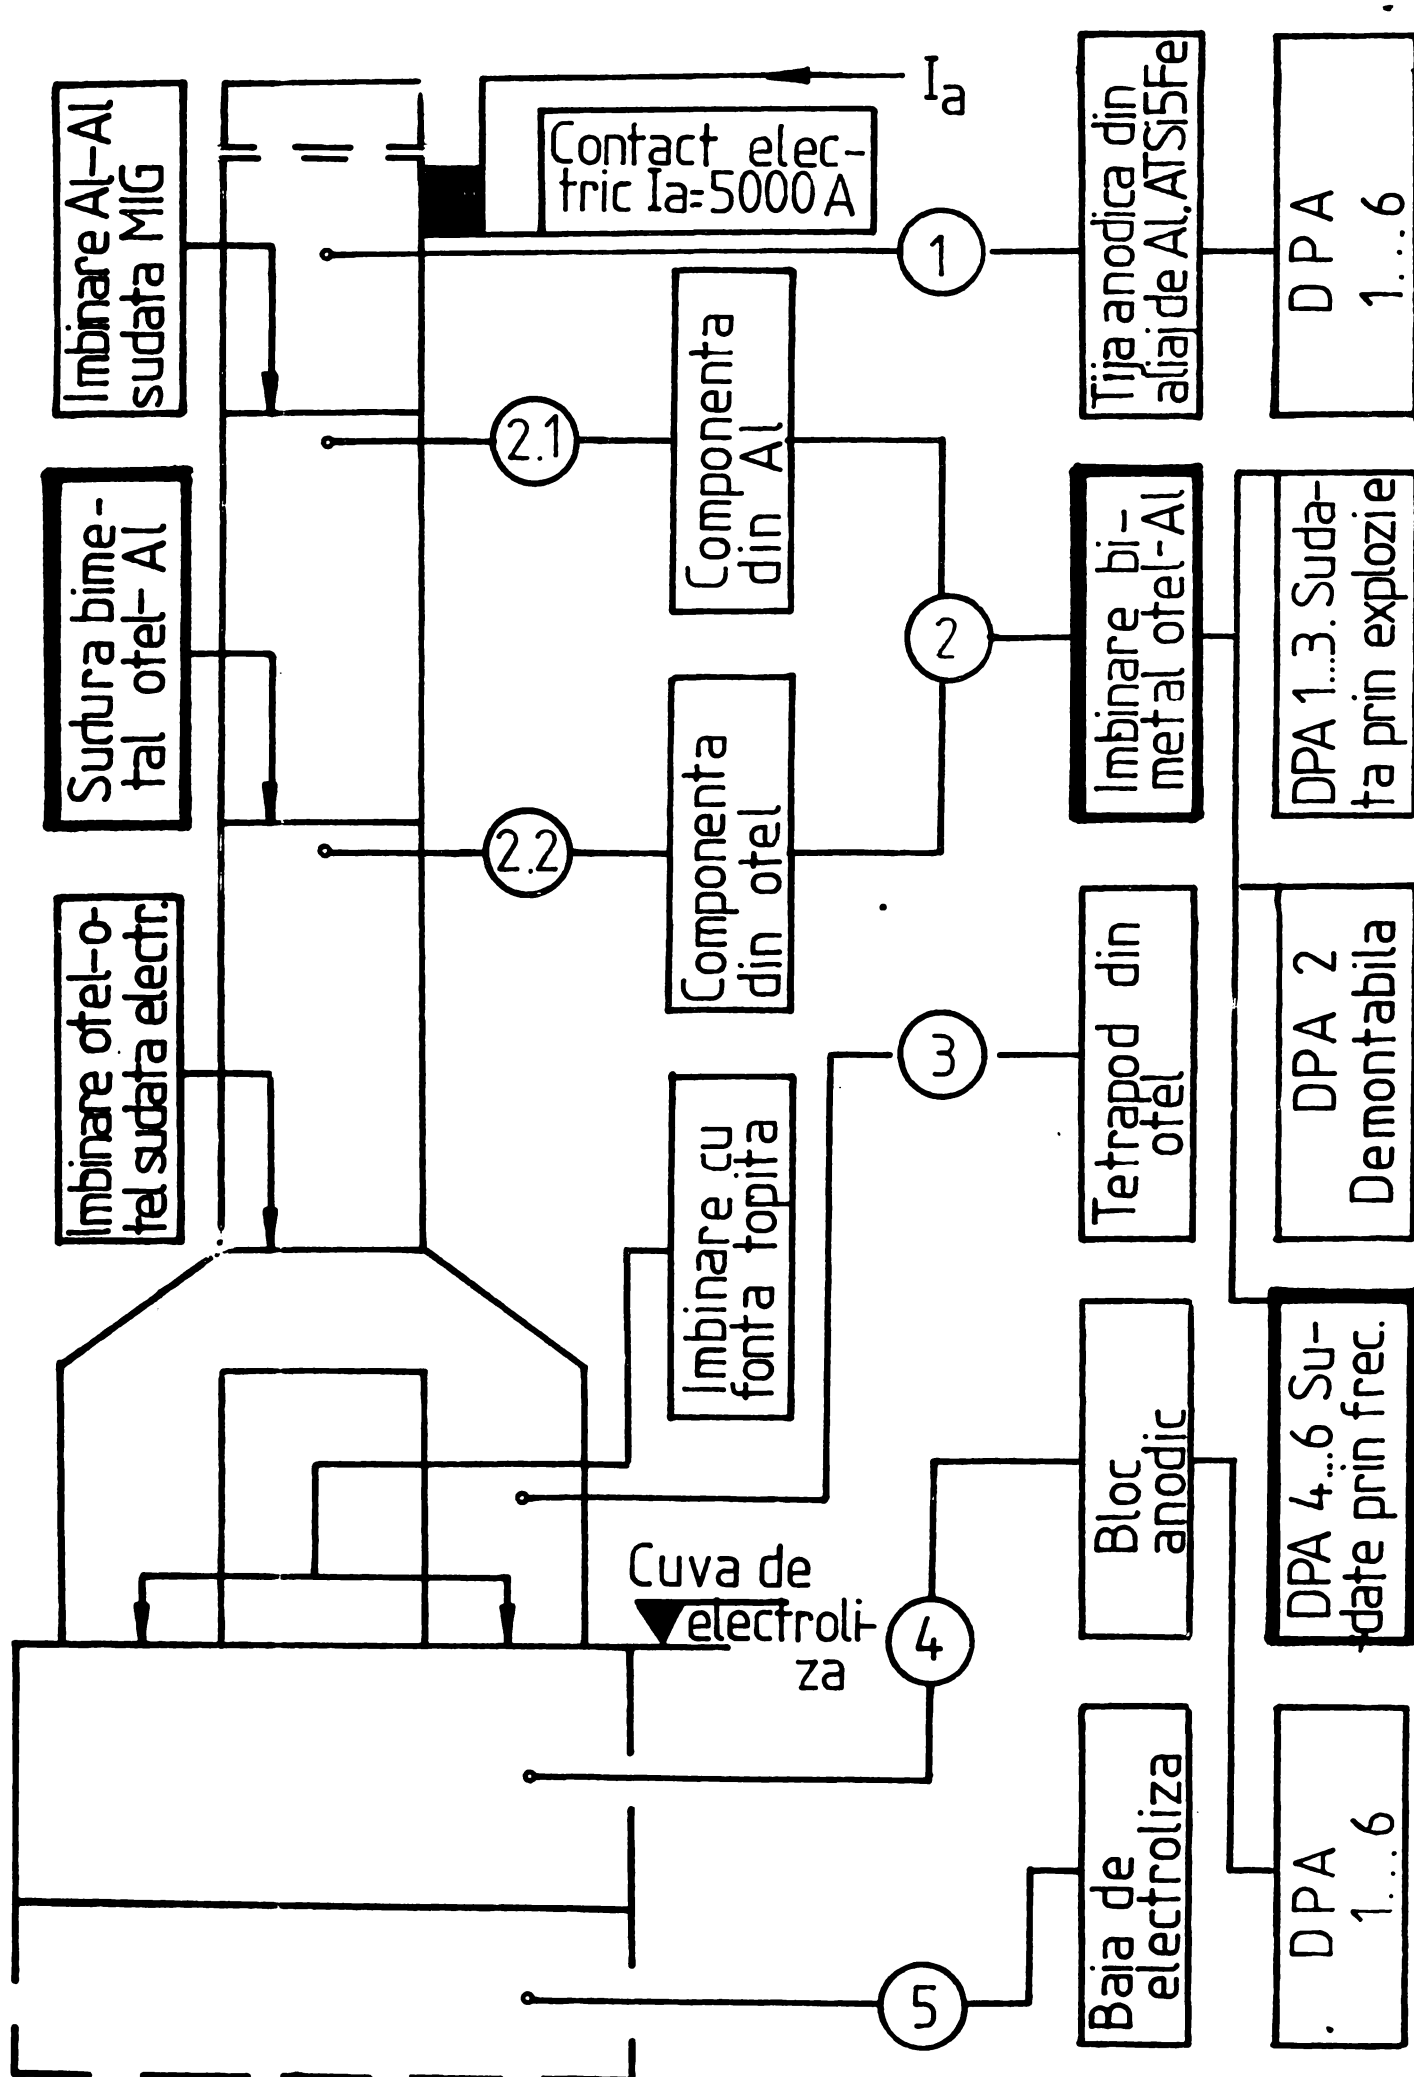 Imbinare Al-Al
sudata MIG
Sudura bime-
tal otel- Al
Imbinare otel-o-
tel sudata electr.
Ia
Contact elec-
tric Ia=5000 A
1
2.1
2.2
2
3
4
5
Componenta
din Al
Componenta
din otel
Imbinare cu
fonta topita
Cuva de
electroli-
za
Tija anodica din
aliaj de Al.ATSi5Fe
Imbinare bi-
metal otel-Al
Tetrapod din
otel
Bloc
anodic
Baia de
electroliza
D P A
1...6
DPA 1...3. Suda-
ta prin explozie
DPA 2
Demontabila
DPA 4...6 Su-
date prin frec.
D P A
1...6